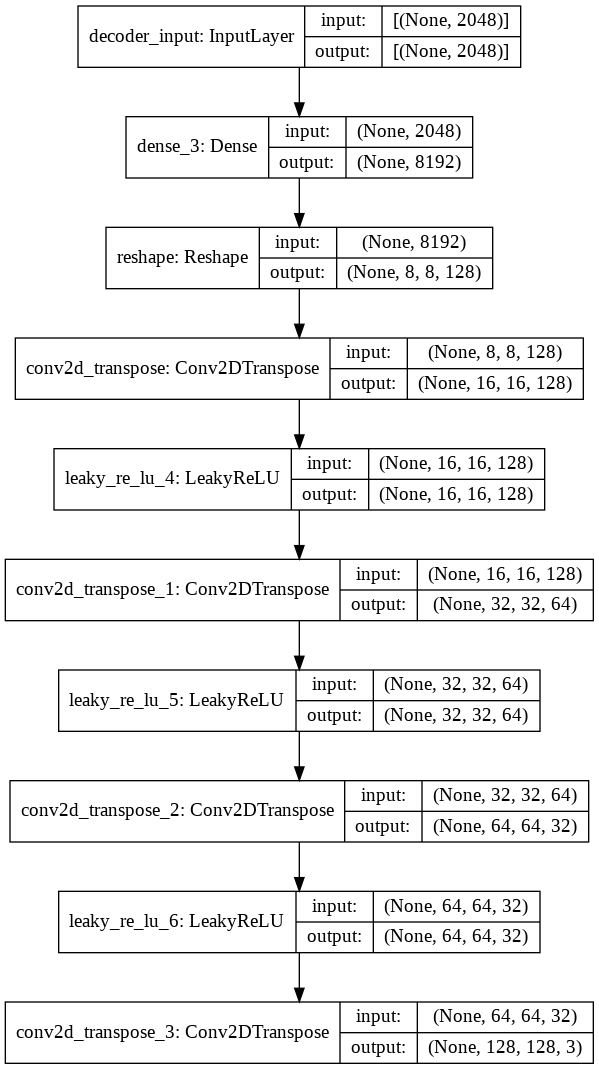 decoder_input: InputLayer
input: [(None, 2048)]
output: [(None, 2048)]
dense_3: Dense
input: (None, 2048)
output: (None, 8192)
reshape: Reshape
input: (None, 8192)
output: (None, 8, 8, 128)
conv2d_transpose: Conv2DTranspose
input: (None, 8, 8, 128)
output: (None, 16, 16, 128)
leaky_re_lu_4: LeakyReLU
input: (None, 16, 16, 128)
output: (None, 16, 16, 128)
conv2d_transpose_1: Conv2DTranspose
input: (None, 16, 16, 128)
output: (None, 32, 32, 64)
leaky_re_lu_5: LeakyReLU
input: (None, 32, 32, 64)
output: (None, 32, 32, 64)
conv2d_transpose_2: Conv2DTranspose
input: (None, 32, 32, 64)
output: (None, 64, 64, 32)
leaky_re_lu_6: LeakyReLU
input: (None, 64, 64, 32)
output: (None, 64, 64, 32)
conv2d_transpose_3: Conv2DTranspose
input: (None, 64, 64, 32)
output: (None, 128, 128, 3)